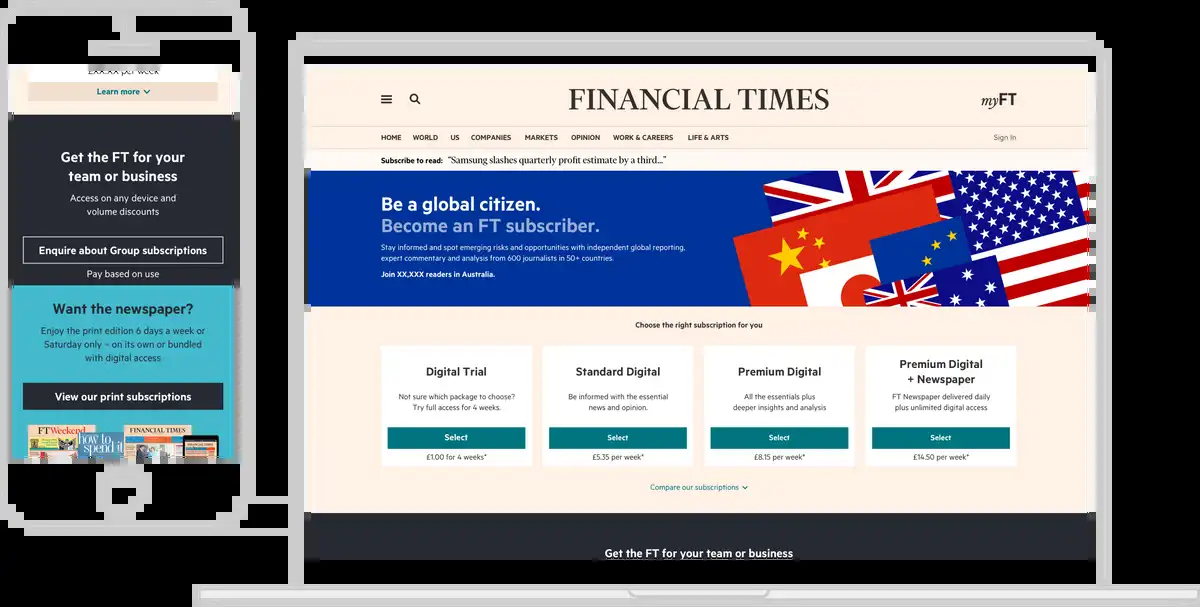 per week
Learn more
Get the FT for your
team or business
Access on any device and
volume discounts
Enquire about Group subscriptions
Pay based on use
Want the newspaper?
Enjoy the print edition 6 days a week or
Saturday only – on its own or bundled
with digital access
View our print subscriptions
FTWeekend
FINANCIAL TIMES
how to
spend it
FINANCIAL TIMES
myFT
HOME WORLD US COMPANIES MARKETS OPINION WORK & CAREERS LIFE & ARTS
Sign In
Subscribe to read: "Samsung slashes quarterly profit estimate by a third..."
Be a global citizen.
Become an FT subscriber.
Stay informed and spot emerging risks and opportunities with independent global reporting,
expert commentary and analysis from 600 journalists in 50+ countries.
Join XX,XXX readers in Australia.
Choose the right subscription for you
Digital Trial
Not sure which package to choose?
Try full access for 4 weeks.
Select
£1.00 for 4 weeks*
Standard Digital
Be informed with the essential
news and opinion.
Select
£5.35 per week*
Premium Digital
All the essentials plus
deeper insights and analysis
Select
£8.15 per week*
Premium Digital
+ Newspaper
FT Newspaper delivered daily
plus unlimited digital access
Select
£14.50 per week*
Compare our subscriptions
Get the FT for your team or business